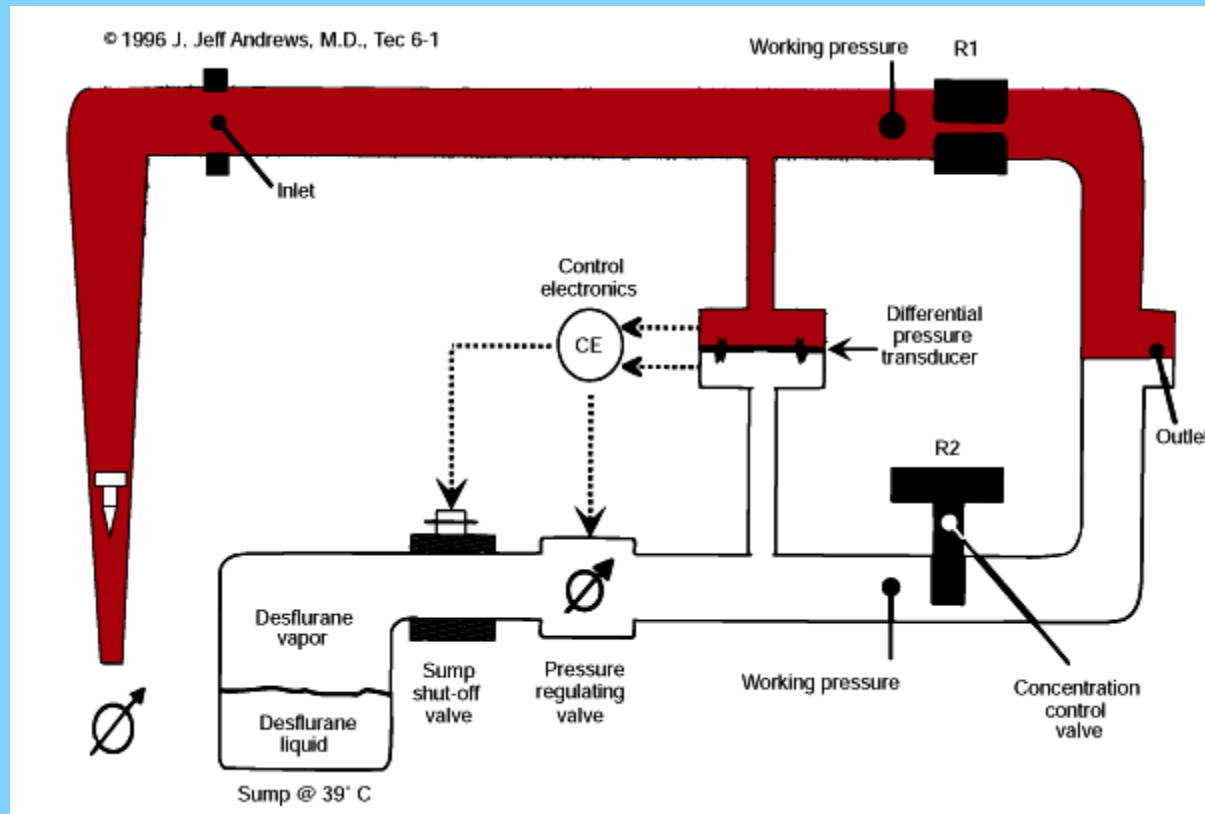 © 1996 J. Jeff Andrews, M.D., Tec 6-1
Working pressure
R1
Inlet
Control
electronics
CE
Differential
pressure
transducer
Outlet
R2
Desflurane
vapor
Sump
shut-off
valve
Pressure
regulating
valve
Working pressure
Concentration
control
valve
Desflurane
liquid
Sump @ 39° C